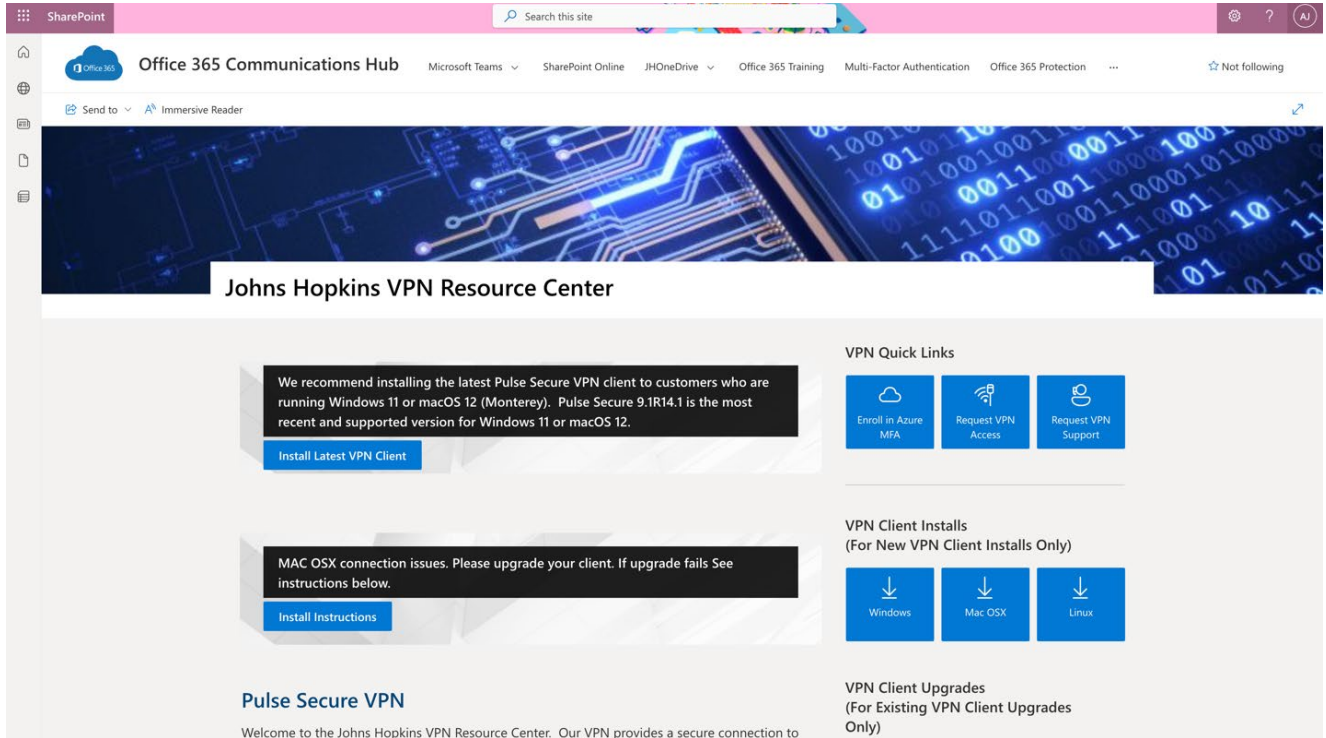 SharePoint
Search this site
?
AJ
Office 365
Office 365 Communications Hub
Microsoft Teams
SharePoint Online
JHOneDrive
Office 365 Training
Multi-Factor Authentication
Office 365 Protection
...
Not following
Send to
Immersive Reader
Johns Hopkins VPN Resource Center
We recommend installing the latest Pulse Secure VPN client to customers who are
running Windows 11 or macOS 12 (Monterey). Pulse Secure 9.1R14.1 is the most
recent and supported version for Windows 11 or macOS 12.
Install Latest VPN Client
MAC OSX connection issues. Please upgrade your client. If upgrade fails See
instructions below.
Install Instructions
Pulse Secure VPN
Welcome to the Johns Hopkins VPN Resource Center. Our VPN provides a secure connection to
VPN Quick Links
Enroll in Azure
MFA
Request VPN
Access
Request VPN
Support
VPN Client Installs
(For New VPN Client Installs Only)
Windows
Mac OSX
Linux
VPN Client Upgrades
(For Existing VPN Client Upgrades
Only)